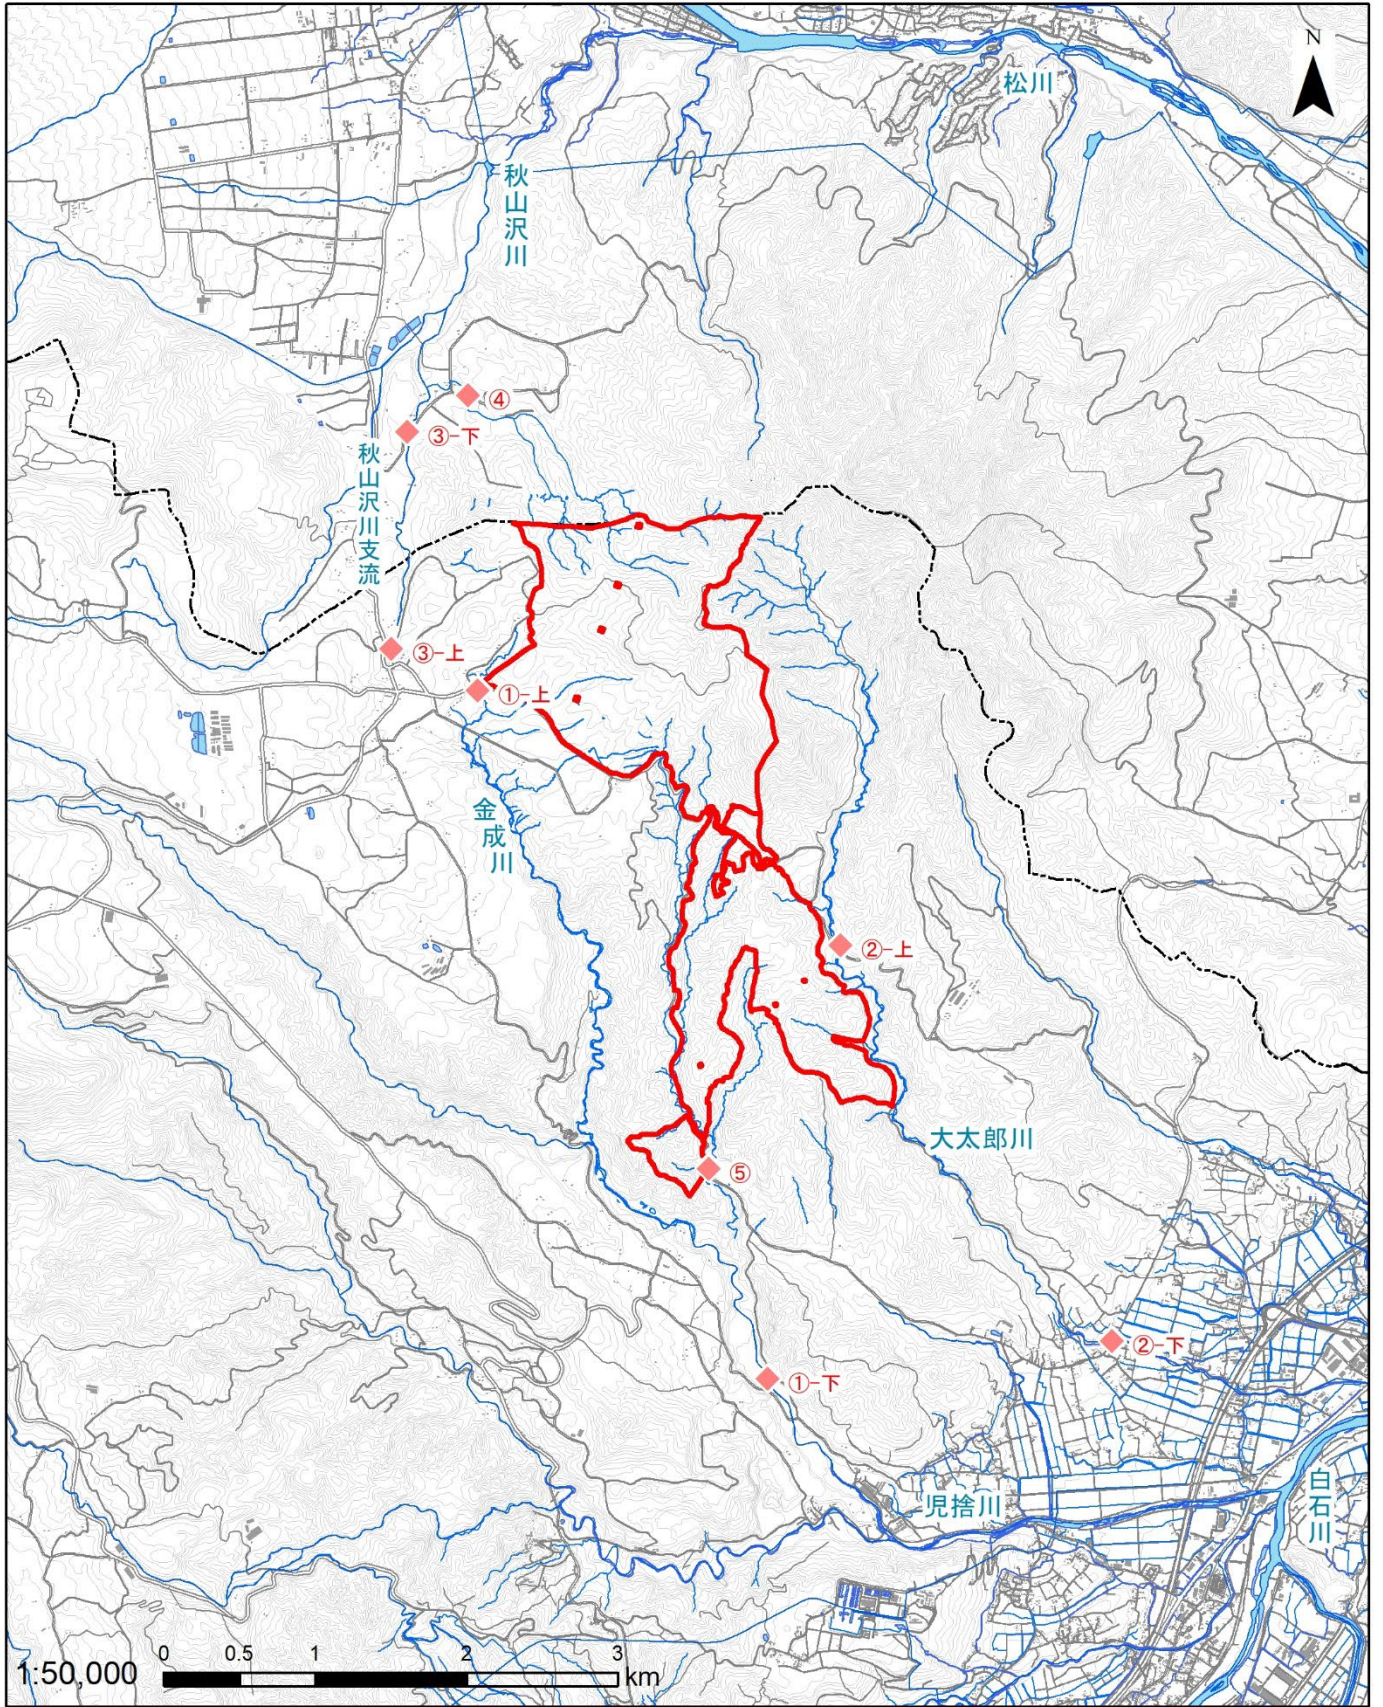 N
松川
秋山沢川
④
③-下
秋山沢川支流
③-上
①-上
金成川
②-上
大太郎川
⑤
②-下
①-下
児捨川
白石川
1:50,000
0 0.5 1 2 3 km